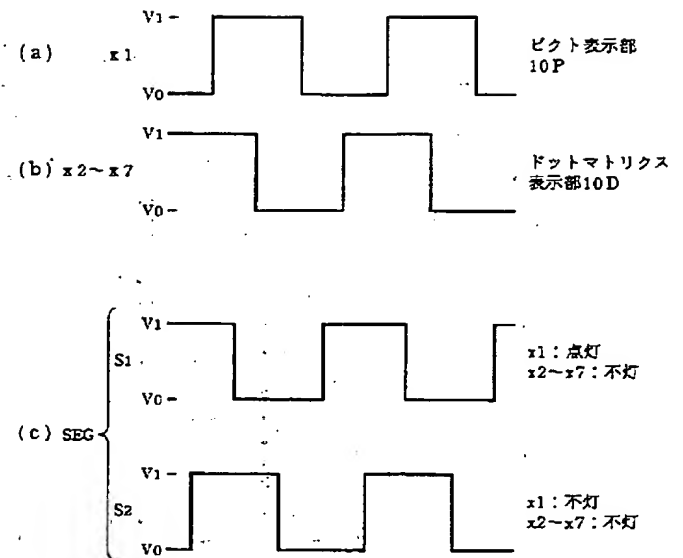 V1
(a) x1
V0
ピクト表示部
10P
V1
(b) x2~x7
V0
ドットマトリクス
表示部10D
V1
S1
V0
x1:点灯
x2~x7:不灯
(c) SEG
V1
S2
V0
x1:不灯
x2~x7:不灯